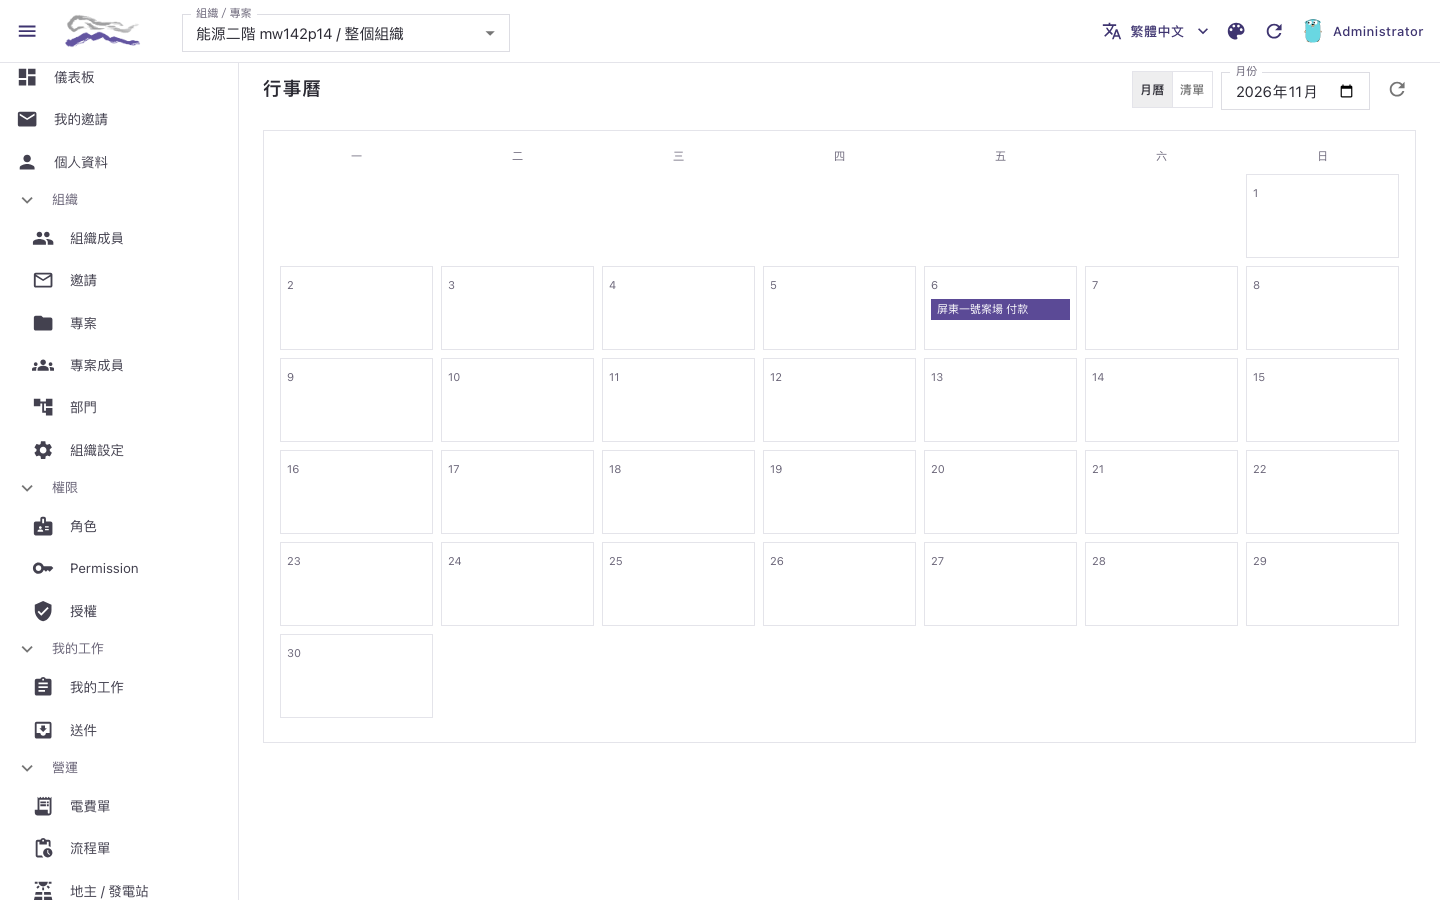 組織 / 專案
能源二階 mw142p14 / 整個組織
繁體中文
Administrator
儀表板
我的邀請
個人資料
組織
組織成員
邀請
專案
專案成員
部門
組織設定
權限
角色
Permission
授權
我的工作
我的工作
送件
營運
電費單
流程單
地主 / 發電站
行事曆
月曆
清單
月份
2026年11月
一 二 三 四 五 六 日
1
2 3 4 5 6 7 8
屏東一號案場 付款
9 10 11 12 13 14 15
16 17 18 19 20 21 22
23 24 25 26 27 28 29
30